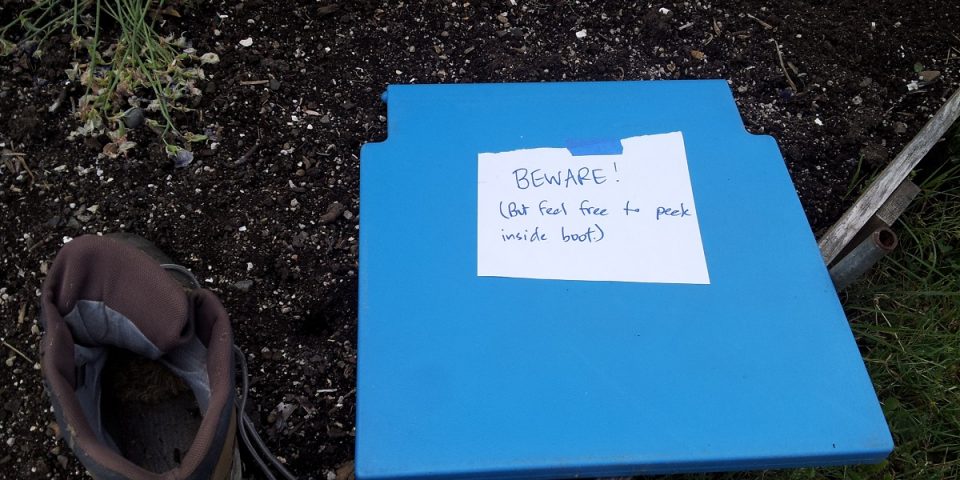 BEWARE!
(But feel free to peek
inside boot.)